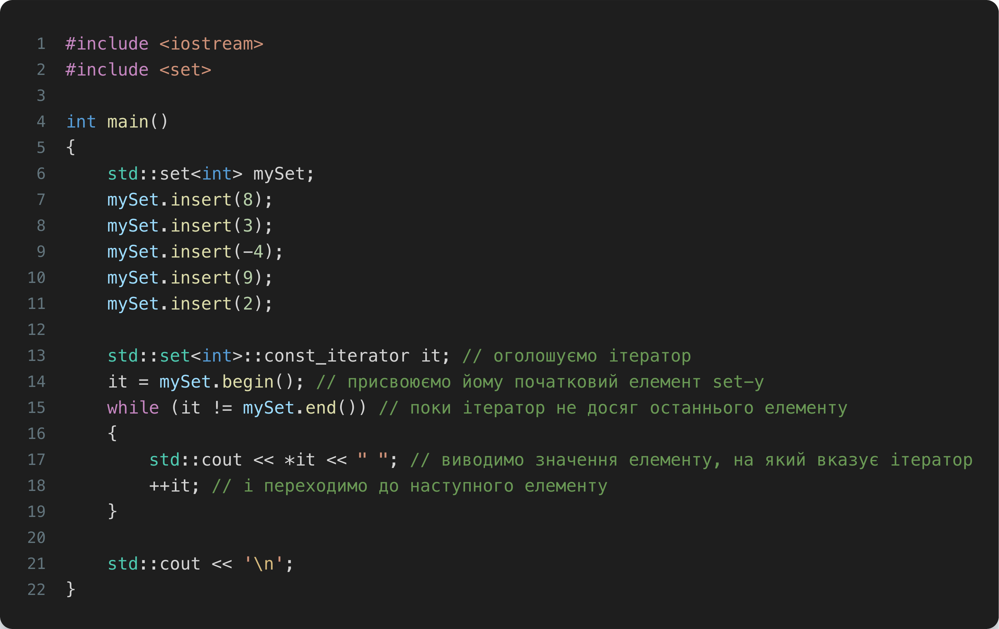 1 #include <iostream>
2 #include <set>
3
4 int main()
5 {
6     std::set<int> mySet;
7     mySet.insert(8);
8     mySet.insert(3);
9     mySet.insert(-4);
10     mySet.insert(9);
11     mySet.insert(2);
12
13     std::set<int>::const_iterator it; // оголошуємо ітератор
14     it = mySet.begin(); // присвоюємо йому початковий елемент set-у
15     while (it != mySet.end()) // поки ітератор не досяг останнього елементу
16     {
17         std::cout << *it << " "; // виводимо значення елементу, на який вказує ітератор
18         ++it; // і переходимо до наступного елементу
19     }
20
21     std::cout << '\n';
22 }